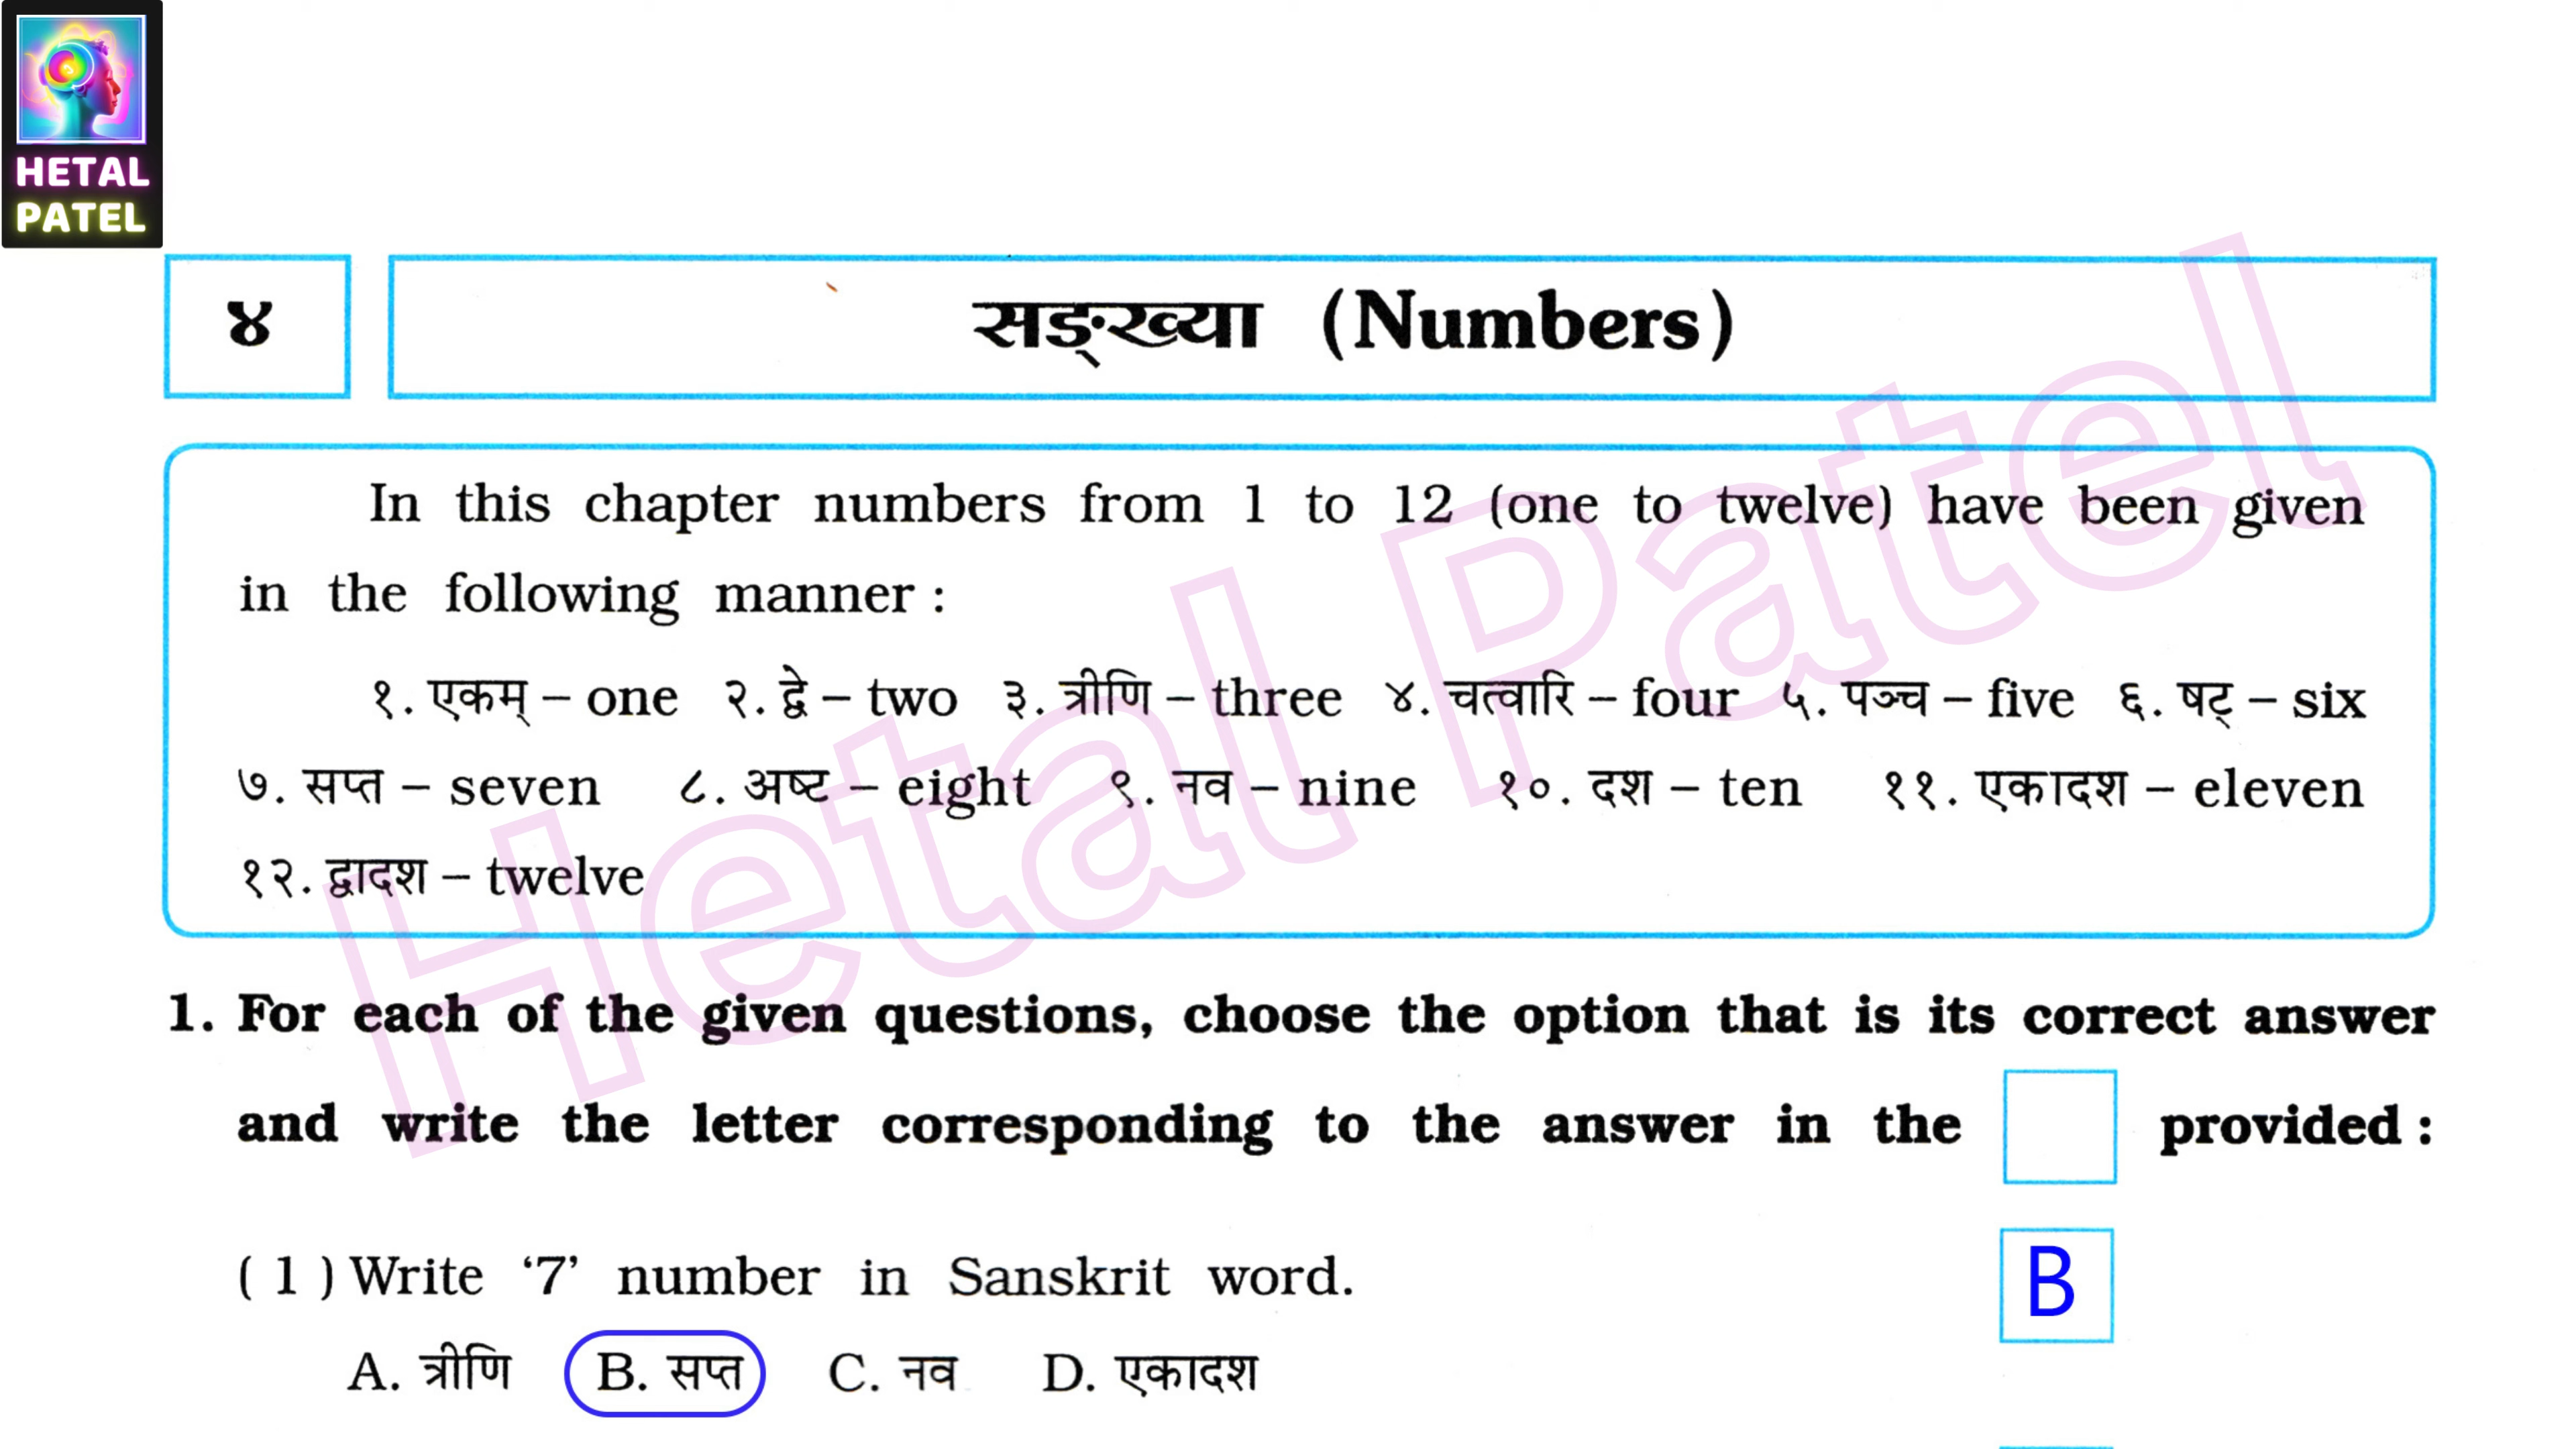 HETAL
PATEL
४
सङ्ख्या (Numbers)
In this chapter numbers from 1 to 12 (one to twelve) have been given
in the following manner :
१. एकम् – one २. द्वे – two ३. त्रीणि – three ४. चत्वारि – four ५. पञ्च – five ६. षट् – six
७. सप्त – seven ८. अष्ट – eight ९. नव – nine १०. दश – ten ११. एकादश – eleven
१२. द्वादश – twelve
Hetal Patel
1. For each of the given questions, choose the option that is its correct answer
and write the letter corresponding to the answer in the provided :
( 1 ) Write ‘7’ number in Sanskrit word.
B
A. त्रीणि B. सप्त C. नव D. एकादश